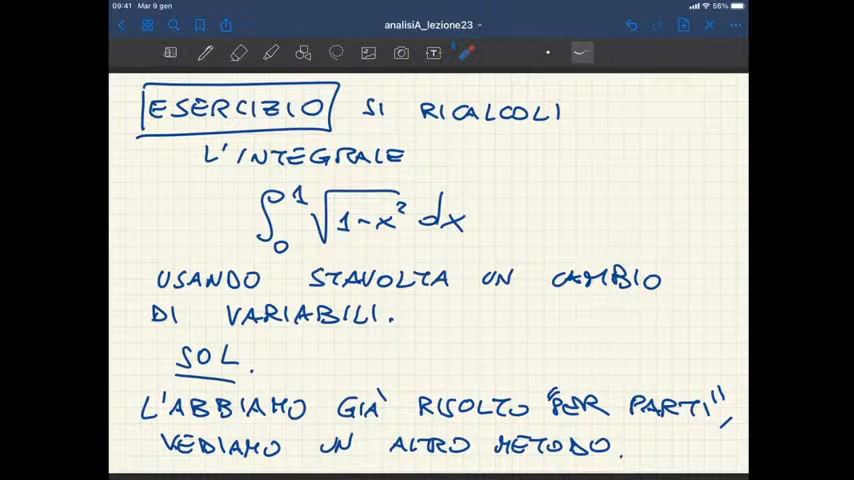 09:41 Mar 9 gen
56%
analisiA_lezione23
ESERCIZIO SI RICALCOLI
L'INTEGRALE
∫₀¹ √(1-x²) dx
USANDO STAVOLTA UN CAMBIO
DI VARIABILI.
SOL.
L'ABBIAMO GIA' RISOLTO "PER PARTI",
VEDIAMO UN ALTRO METODO.